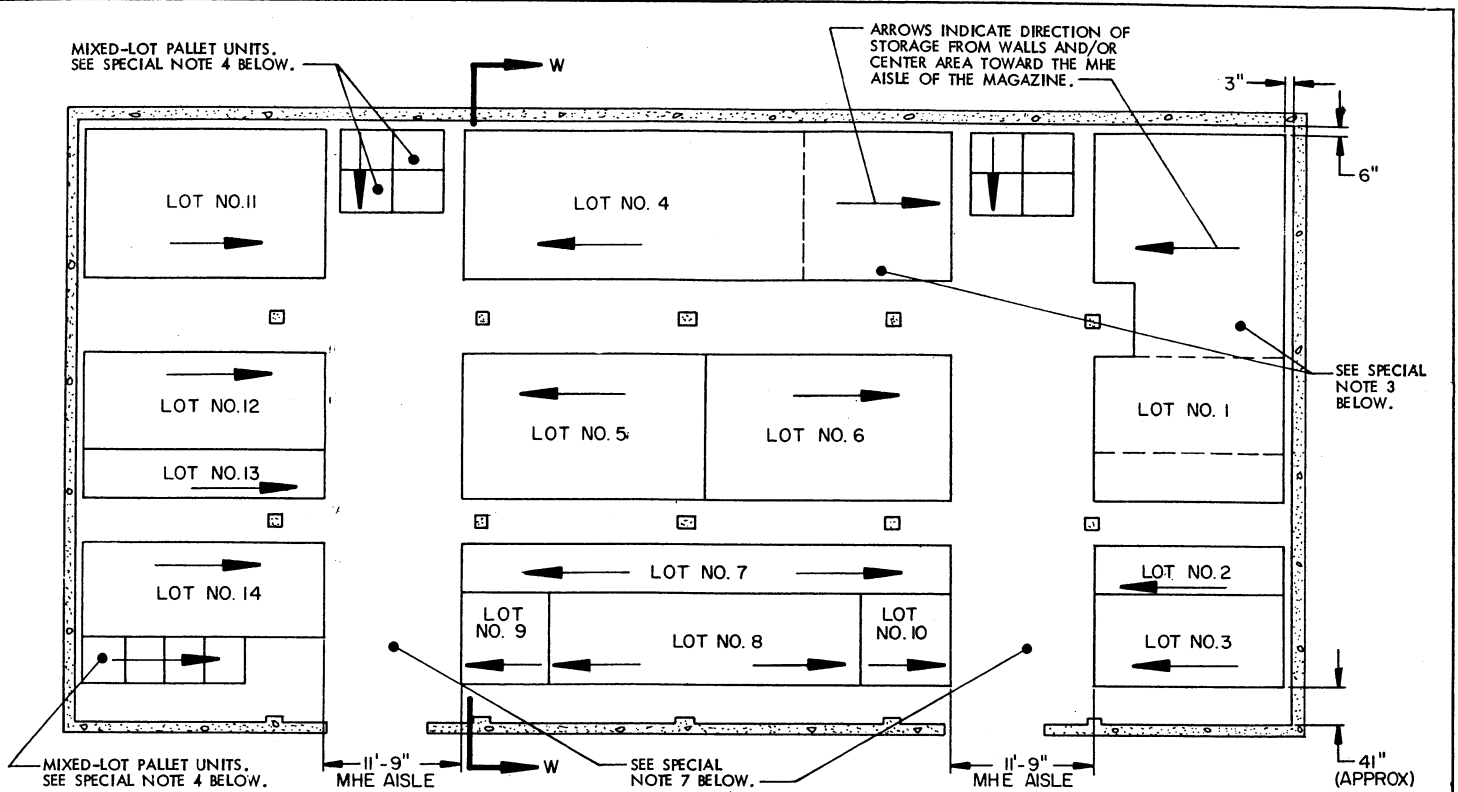 MIXED-LOT PALLET UNITS.
SEE SPECIAL NOTE 4 BELOW.
W
ARROWS INDICATE DIRECTION OF
STORAGE FROM WALLS AND/OR
CENTER AREA TOWARD THE MHE
AISLE OF THE MAGAZINE.
3"
6"
LOT NO.11
LOT NO. 4
SEE SPECIAL
NOTE 3
BELOW.
LOT NO.12
LOT NO. 5
LOT NO. 6
LOT NO. 1
LOT NO.13
LOT NO. 14
LOT NO. 7
LOT NO.2
LOT
NO. 9
LOT NO. 8
LOT
NO. 10
LOT NO.3
MIXED-LOT PALLET UNITS.
SEE SPECIAL NOTE 4 BELOW.
11'-9"
MHE AISLE
W
SEE SPECIAL
NOTE 7 BELOW.
11'-9"
MHE AISLE
41"
(APPROX)